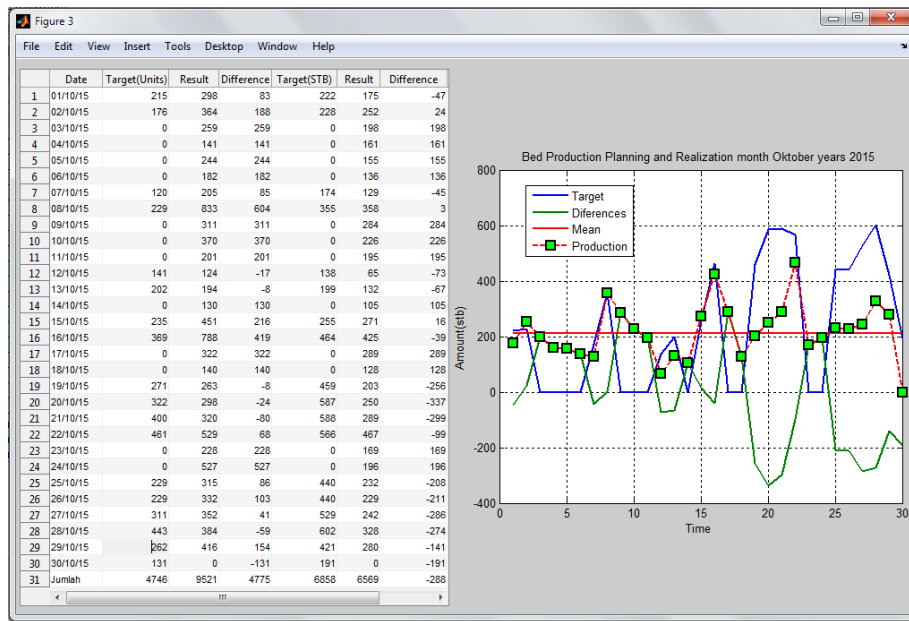 Figure 3
File Edit View Insert Tools Desktop Window Help
Date Target(Units) Result Difference Target(STB) Result Difference
1 01/10/15 215 298 83 222 175 -47
2 02/10/15 176 364 188 228 252 24
3 03/10/15 0 259 259 0 198 198
4 04/10/15 0 141 141 0 161 161
5 05/10/15 0 244 244 0 155 155
6 06/10/15 0 182 182 0 136 136
7 07/10/15 120 205 85 174 129 -45
8 08/10/15 229 833 604 355 358 3
9 09/10/15 0 311 311 0 284 284
10 10/10/15 0 370 370 0 226 226
11 11/10/15 0 201 201 0 195 195
12 12/10/15 141 124 -17 138 65 -73
13 13/10/15 202 194 -8 199 132 -67
14 14/10/15 0 130 130 0 105 105
15 15/10/15 235 451 216 255 271 16
16 16/10/15 369 788 419 464 425 -39
17 17/10/15 0 322 322 0 289 289
18 18/10/15 0 140 140 0 128 128
19 19/10/15 271 263 -8 459 203 -256
20 20/10/15 322 298 -24 587 250 -337
21 21/10/15 400 320 -80 588 289 -299
22 22/10/15 461 529 68 566 467 -99
23 23/10/15 0 228 228 0 169 169
24 24/10/15 0 527 527 0 196 196
25 25/10/15 229 315 86 440 232 -208
26 26/10/15 229 332 103 440 229 -211
27 27/10/15 311 352 41 529 242 -286
28 28/10/15 443 384 -59 602 328 -274
29 29/10/15 262 416 154 421 280 -141
30 30/10/15 131 0 -131 191 0 -191
31 Jumlah 4746 9521 4775 6858 6569 -288
Bed Production Planning and Realization month Oktober years 2015
800
600
400
200
0
-200
-400
Amount(stb)
Target
Diferences
Mean
Production
0 5 10 15 20 25 30
Time